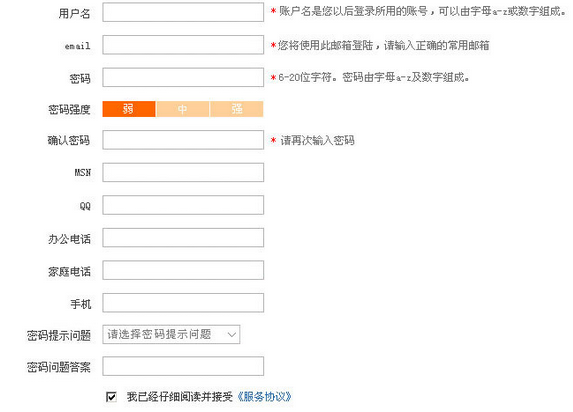 用户名 * 账户名是您以后登录所用的账号，可以由字母a-z或数字组成。
email *您将使用此邮箱登陆，请输入正确的常用邮箱
密码 *6-20位字符。密码由字母a-z及数字组成。
密码强度 弱 中 强
确认密码 * 请再次输入密码
MSN
QQ
办公电话
家庭电话
手机
密码提示问题 请选择密码提示问题
密码问题答案
我已经仔细阅读并接受《服务协议》